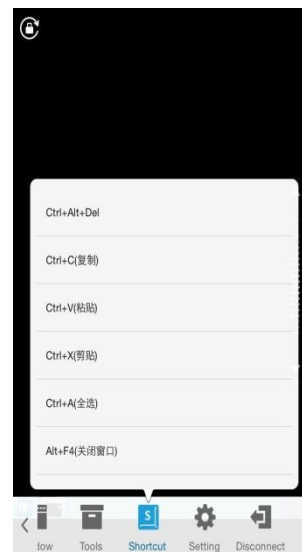 Ctrl+Alt+Del
Ctrl+C(复制)
Ctrl+V(粘贴)
Ctrl+X(剪贴)
Ctrl+A(全选)
Alt+F4(关闭窗口)
S
low
Tools
Shortcut
Setting
Disconnect